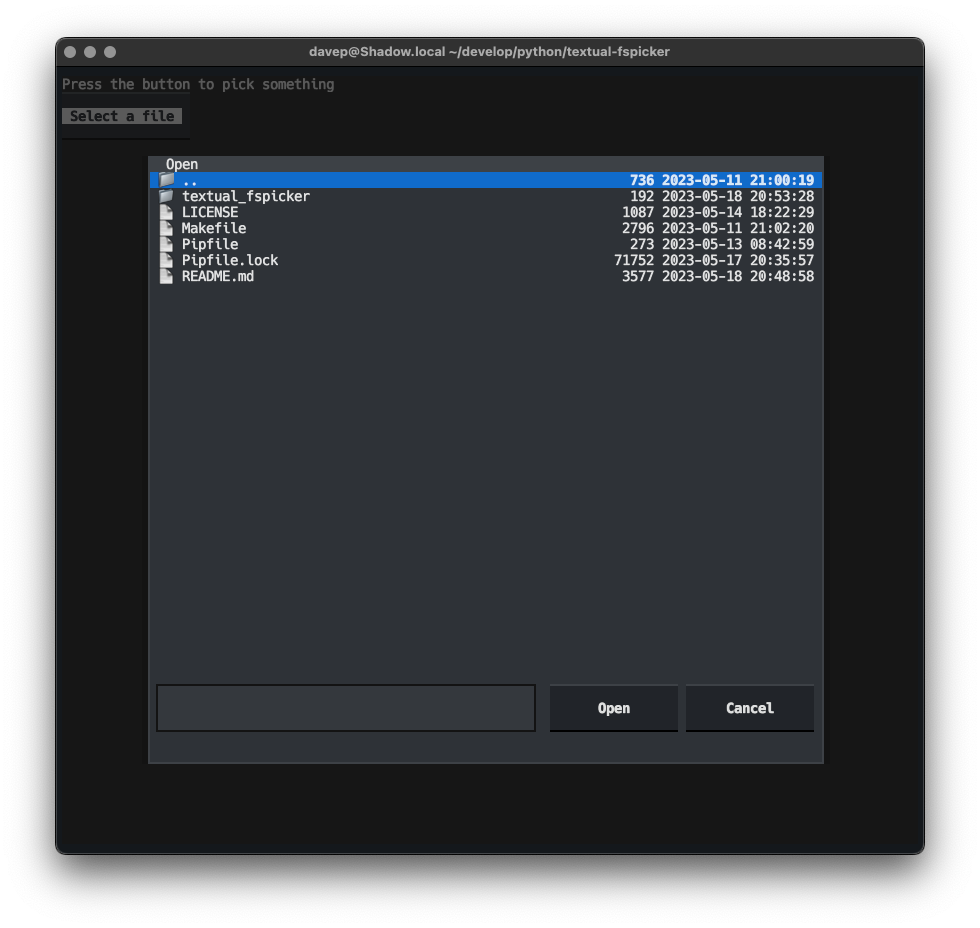 davep@Shadow.local ~/develop/python/textual-fspicker
Press the button to pick something
Select a file
Open
.. 736 2023-05-11 21:00:19
textual_fspicker 192 2023-05-18 20:53:28
LICENSE 1087 2023-05-14 18:22:29
Makefile 2796 2023-05-11 21:02:20
Pipfile 273 2023-05-13 08:42:59
Pipfile.lock 71752 2023-05-17 20:35:57
README.md 3577 2023-05-18 20:48:58
Open Cancel